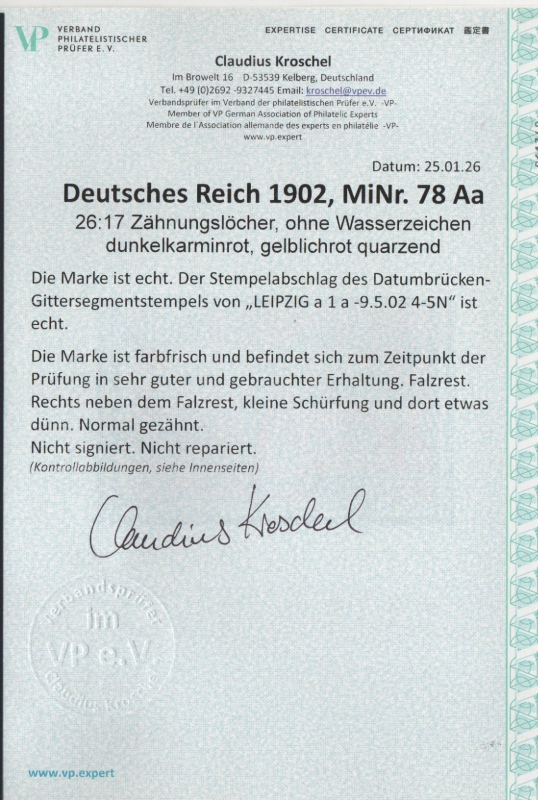 VP VERBAND
PHILATELISTISCHER
PRÜFER E. V.
EXPERTISE CERTIFICATE СЕРТИФИКАТ 鑑定書
Claudius Kroschel
Im Browelt 16 D-53539 Kelberg, Deutschland
Tel. +49 (0)2692 -9327445 Email: kroschel@vpev.de
Verbandsprüfer im Verband der philatelistischen Prüfer e.V. -VP-
Member of VP German Association of Philatelic Experts
Membre de l´Association allemande des experts en philatélie -VP-
www.vp.expert
Datum: 25.01.26
Deutsches Reich 1902, MiNr. 78 Aa
26:17 Zähnungslöcher, ohne Wasserzeichen
dunkelkarminrot, gelblichrot quarzend
Die Marke ist echt. Der Stempelabschlag des Datumbrücken-
Gittersegmentstempels von „LEIPZIG a 1 a -9.5.02 4-5N“ ist
echt.
Die Marke ist farbfrisch und befindet sich zum Zeitpunkt der
Prüfung in sehr guter und gebrauchter Erhaltung. Falzrest.
Rechts neben dem Falzrest, kleine Schürfung und dort etwas
dünn. Normal gezähnt.
Nicht signiert. Nicht repariert.
(Kontrollabbildungen, siehe Innenseiten)
Claudius Kroschel
Verbandsprüfer
im
VP e.V.
Claudius Kroschel
www.vp.expert